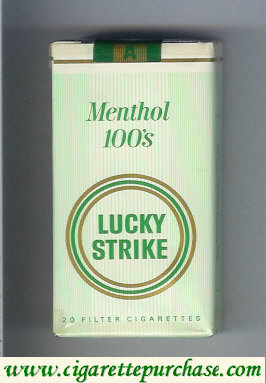 A
Menthol
100's
LUCKY
STRIKE
20 FILTER CIGARETTES
www.cigarettepurchase.com